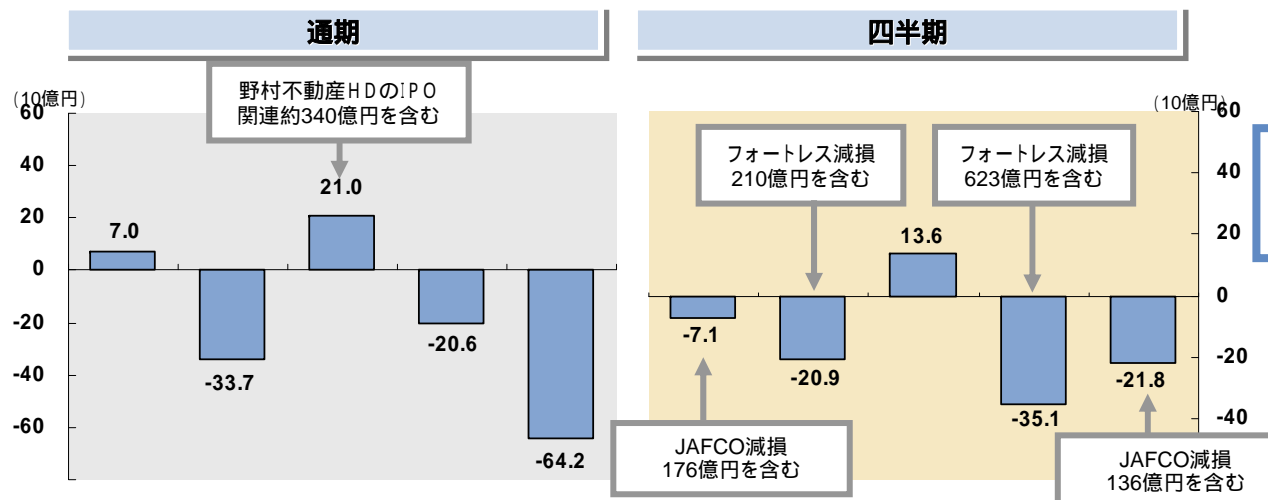 通期
四半期
野村不動産HDのIPO
関連約340億円を含む
(10億円)
60
40
20
0
-20
-40
-60
7.0
-33.7
21.0
-20.6
-64.2
(10億円)
60
40
20
0
-20
-40
フォートレス減損
210億円を含む
フォートレス減損
623億円を含む
-7.1
-20.9
13.6
-35.1
-21.8
JAFCO減損
176億円を含む
JAFCO減損
136億円を含む